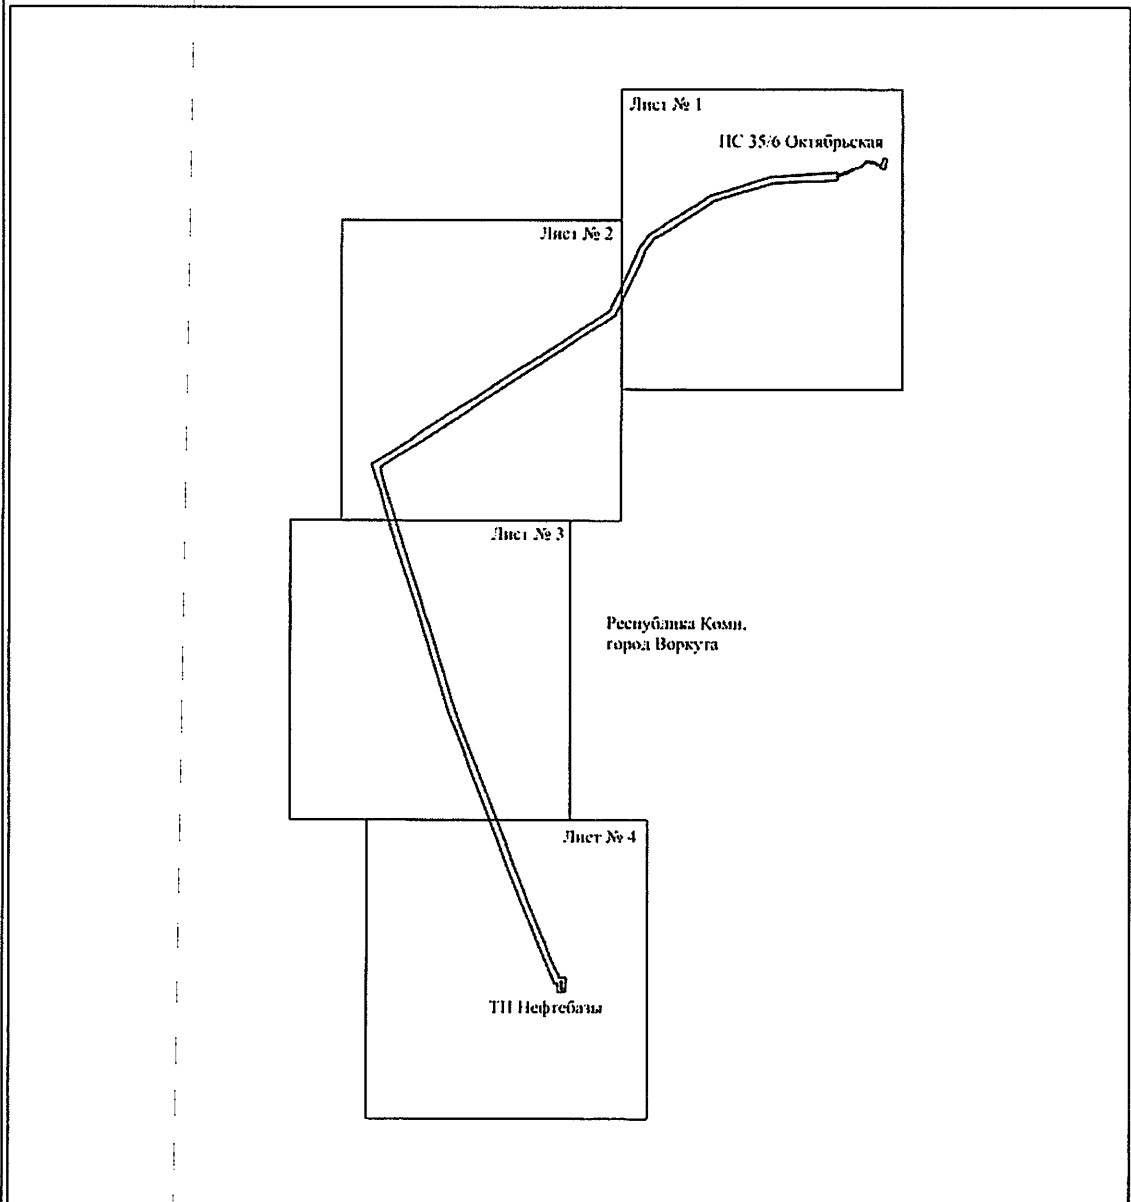 Лист № 1
ПС 35/6 Октябрьская
Лист № 2
Лист № 3
Республика Коми,
город Воркута
Лист № 4
ТП Нефтебазы